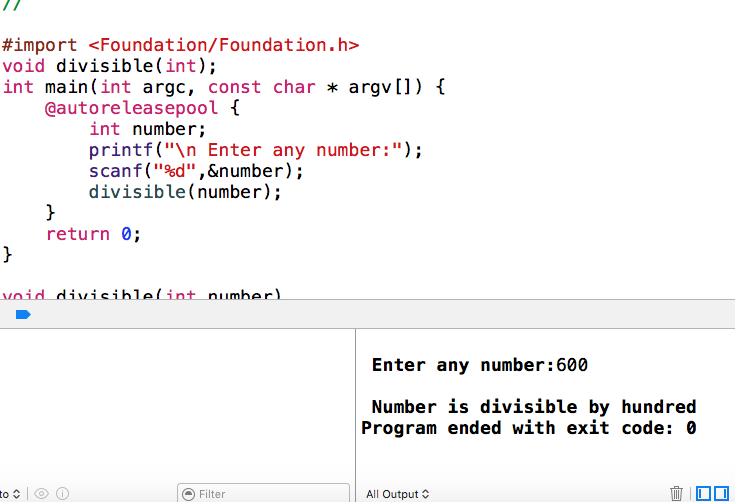 //
#import <Foundation/Foundation.h>
void divisible(int);
int main(int argc, const char * argv[]) {
@autoreleasepool {
int number;
printf("\n Enter any number:");
scanf("%d",&number);
divisible(number);
}
return 0;
}
void divisible(int number)
Enter any number:600
Number is divisible by hundred
Program ended with exit code: 0
to
Filter
All Output